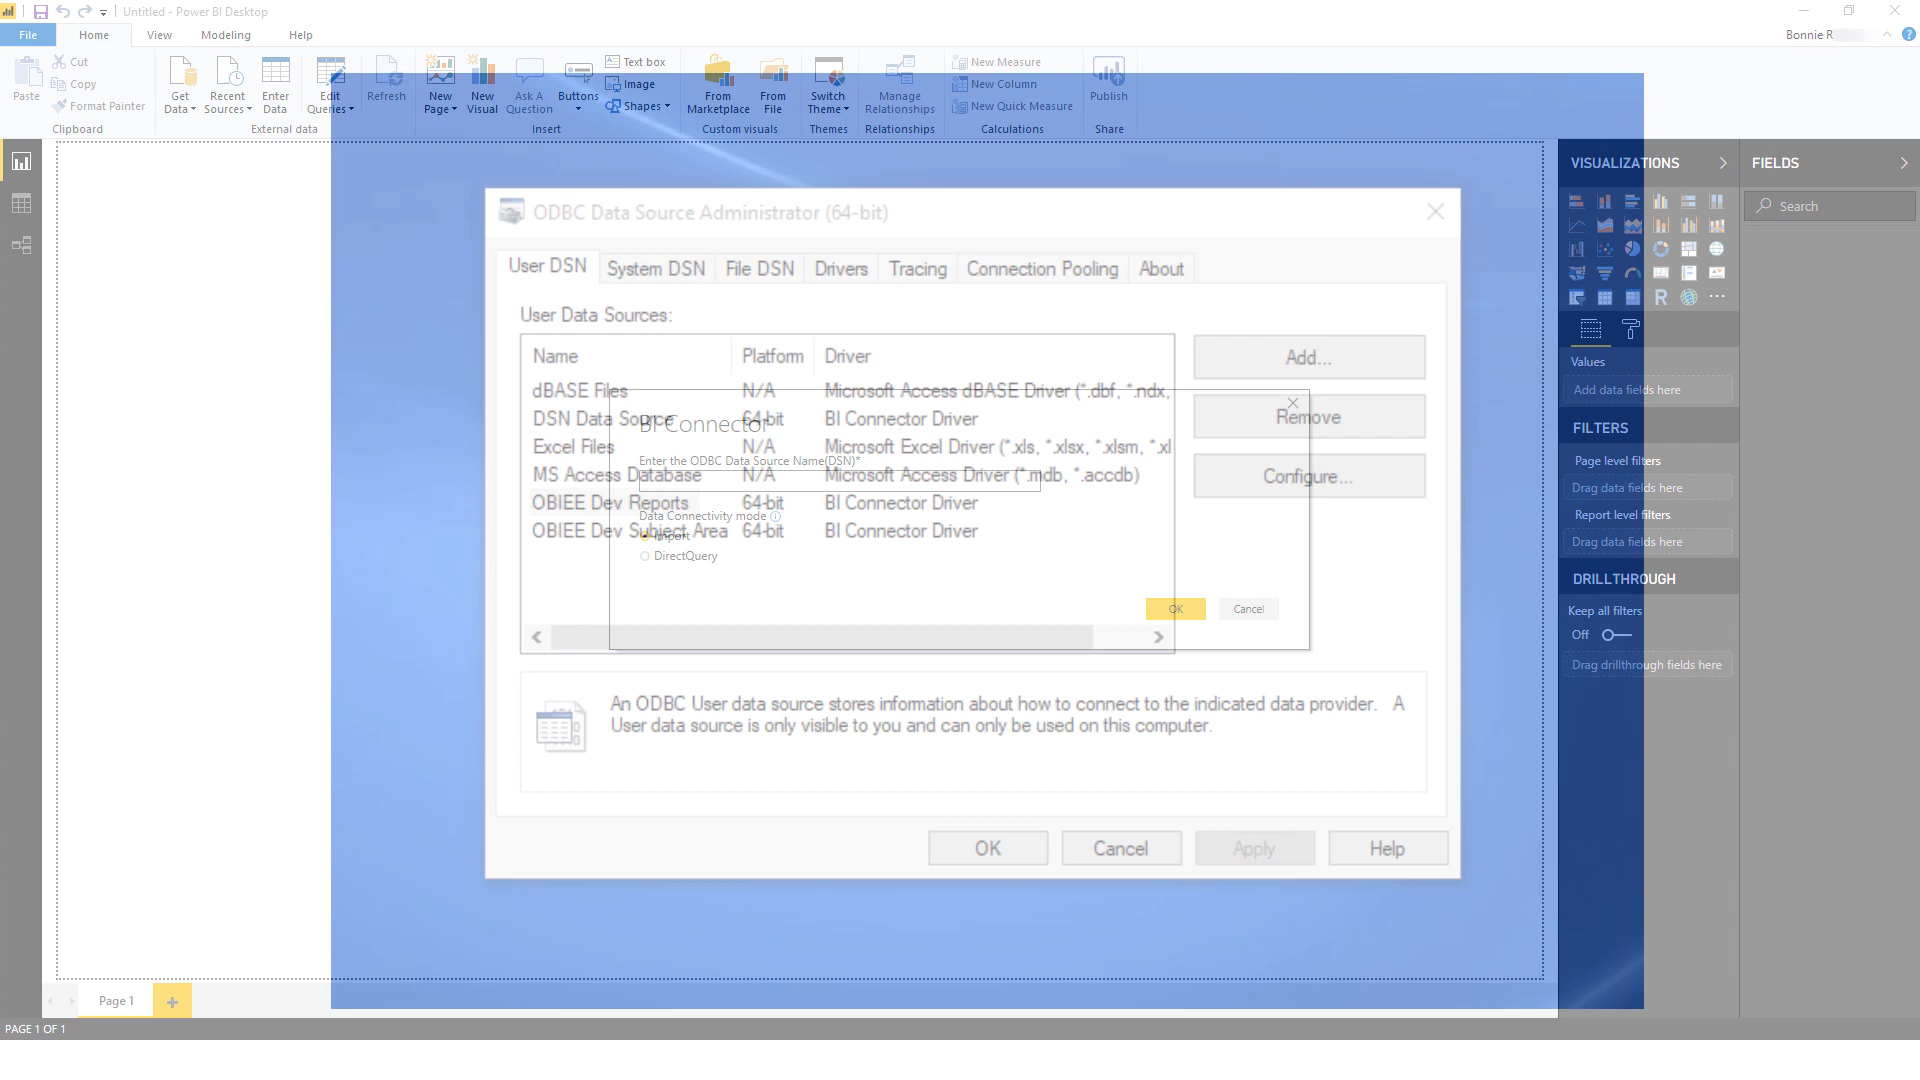 Untitled - Power BI Desktop
File Home View Modeling Help
Bonnie R
Cut
Copy
Format Painter
Paste
Clipboard
Get Data
Recent Sources
Enter Data
Edit Queries
External data
Refresh
New Page
New Visual
Ask A Question
Buttons
Text box
Image
Shapes
Insert
From Marketplace
From File
Custom visuals
Switch Theme
Themes
Manage Relationships
Relationships
New Measure
New Column
New Quick Measure
Calculations
Publish
Share
VISUALIZATIONS
FIELDS
Search
R
Values
Add data fields here
FILTERS
Page level filters
Drag data fields here
Report level filters
Drag data fields here
DRILLTHROUGH
Keep all filters
Off
Drag drillthrough fields here
ODBC Data Source Administrator (64-bit)
User DSN System DSN File DSN Drivers Tracing Connection Pooling About
User Data Sources:
Name Platform Driver
dBASE Files N/A Microsoft Access dBASE Driver (*.dbf, *.ndx,
DSN Data Source 64-bit BI Connector Driver
Excel Files N/A Microsoft Excel Driver (*.xls, *.xlsx, *.xlsm, *.xl
MS Access Database N/A Microsoft Access Driver (*.mdb, *.accdb)
OBIEE Dev Reports 64-bit BI Connector Driver
OBIEE Dev Subject Area 64-bit BI Connector Driver
Add...
Remove
Configure...
BI Connector
Enter the ODBC Data Source Name(DSN)*
Data Connectivity mode
Import
DirectQuery
OK Cancel
An ODBC User data source stores information about how to connect to the indicated data provider. A
User data source is only visible to you and can only be used on this computer.
OK Cancel Apply Help
Page 1
PAGE 1 OF 1